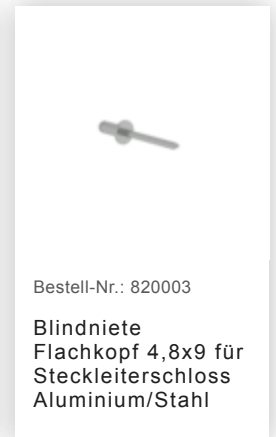 Bestell-Nr.: 820003
Blindniete
Flachkopf 4,8x9 für
Steckleiterschloss
Aluminium/Stahl